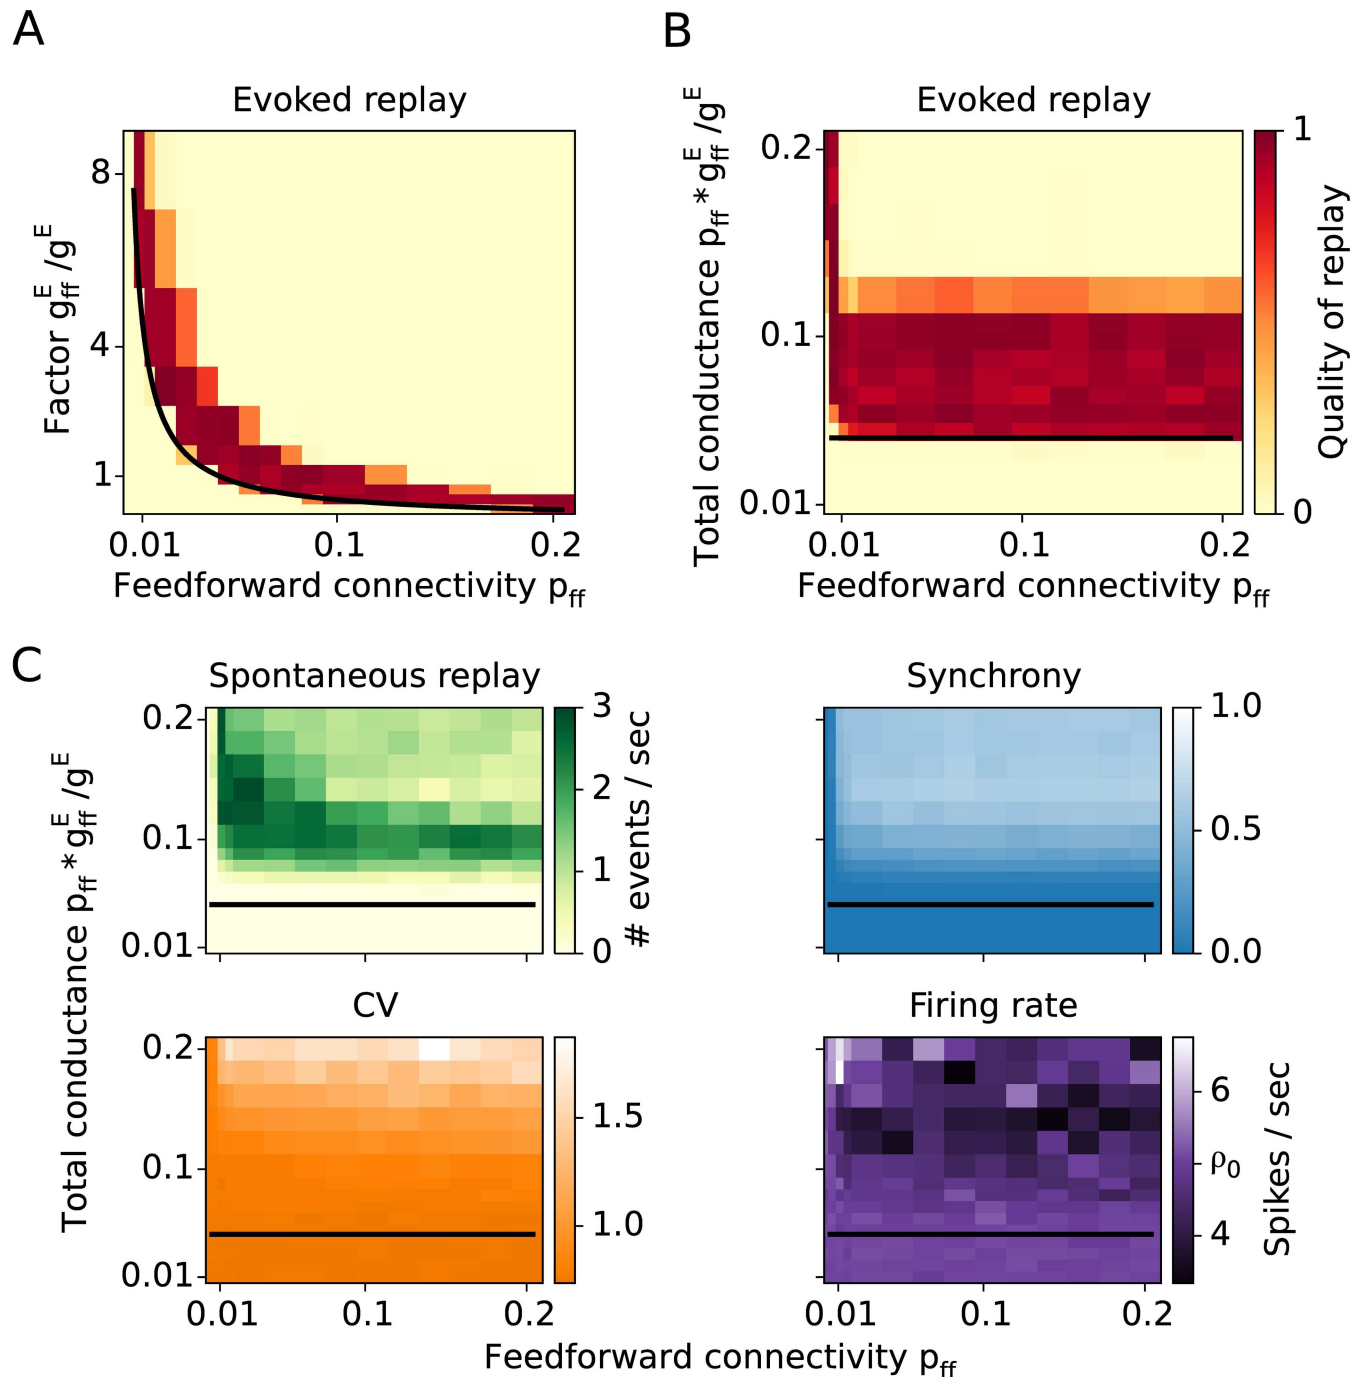 A
B
Evoked replay
Evoked replay
Factor g_ff^E /g^E
8
4
1
0.01
0.1
0.2
Feedforward connectivity p_ff
Total conductance p_ff * g_ff^E /g^E
0.2
0.1
0.01
0.01
0.1
0.2
Feedforward connectivity p_ff
1
0
Quality of replay
C
Spontaneous replay
Synchrony
Total conductance p_ff * g_ff^E /g^E
0.2
0.1
0.01
3
2
1
0
# events / sec
1.0
0.5
0.0
CV
Firing rate
0.2
0.1
0.01
0.01
0.1
0.2
1.5
1.0
0.01
0.1
0.2
6
ρ_0
4
Spikes / sec
Feedforward connectivity p_ff